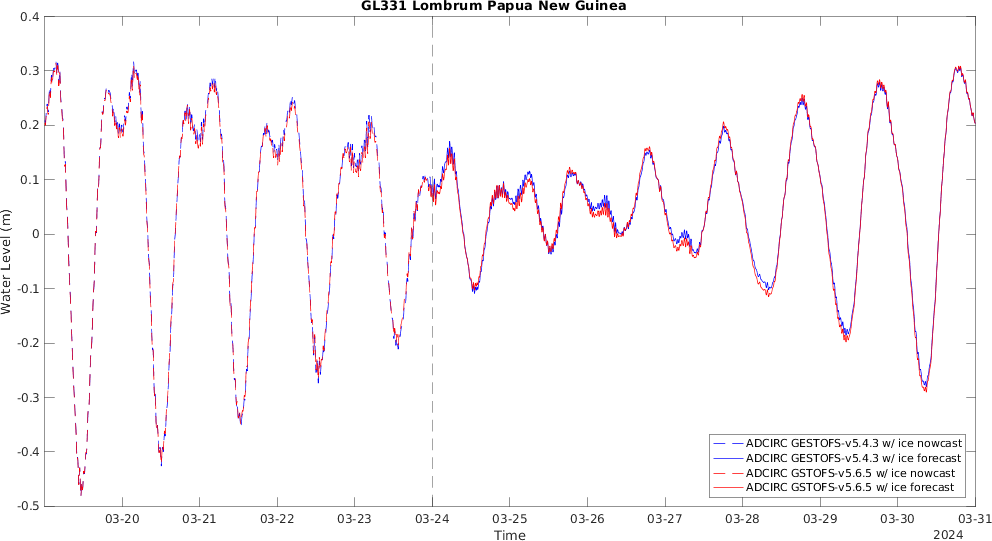 GL331 Lombrum Papua New Guinea
0.4
0.3
0.2
0.1
0
-0.1
-0.2
-0.3
-0.4
-0.5
Water Level (m)
ADCIRC GESTOFS-v5.4.3 w/ ice nowcast
ADCIRC GESTOFS-v5.4.3 w/ ice forecast
ADCIRC GSTOFS-v5.6.5 w/ ice nowcast
ADCIRC GSTOFS-v5.6.5 w/ ice forecast
03-20 03-21 03-22 03-23 03-24 03-25 03-26 03-27 03-28 03-29 03-30 03-31
Time
2024